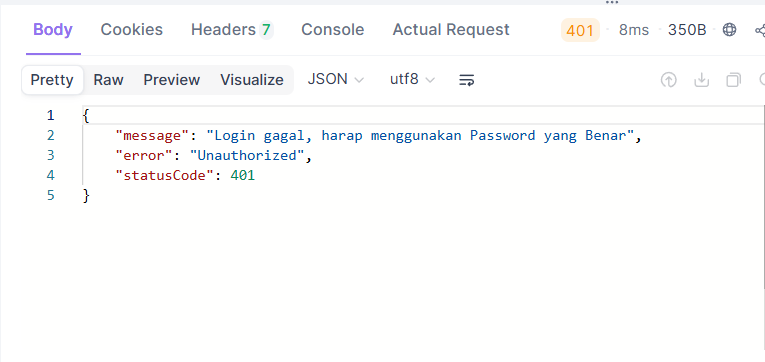 Body Cookies Headers 7 Console Actual Request 401 8ms 350B
Pretty Raw Preview Visualize JSON utf8
1 {
2 "message": "Login gagal, harap menggunakan Password yang Benar",
3 "error": "Unauthorized",
4 "statusCode": 401
5 }